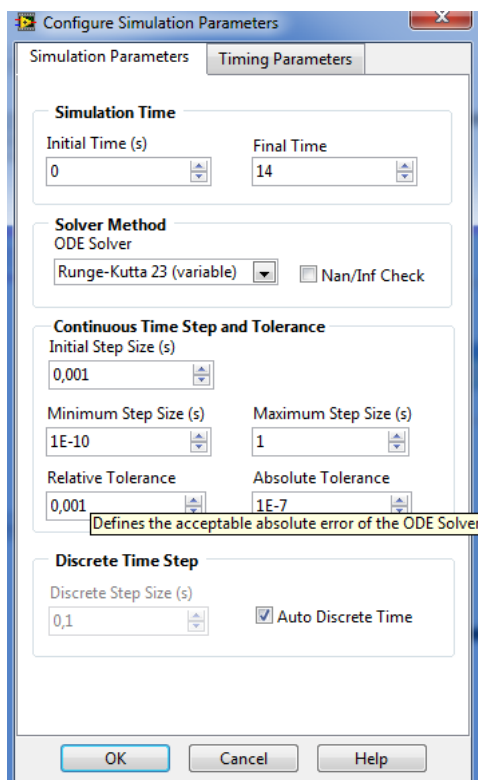 Configure Simulation Parameters
Simulation Parameters Timing Parameters
Simulation Time
Initial Time (s) Final Time
0 14
Solver Method
ODE Solver
Runge-Kutta 23 (variable) Nan/Inf Check
Continuous Time Step and Tolerance
Initial Step Size (s)
0,001
Minimum Step Size (s) Maximum Step Size (s)
1E-10 1
Relative Tolerance Absolute Tolerance
0,001 1E-7
Defines the acceptable absolute error of the ODE Solver
Discrete Time Step
Discrete Step Size (s)
0,1 Auto Discrete Time
OK Cancel Help